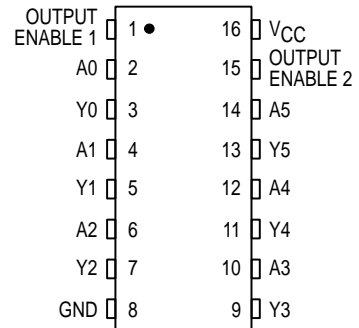 OUTPUT
ENABLE 1 1 16 VCC
A0 2 15 OUTPUT
ENABLE 2
Y0 3 14 A5
A1 4 13 Y5
Y1 5 12 A4
A2 6 11 Y4
Y2 7 10 A3
GND 8 9 Y3